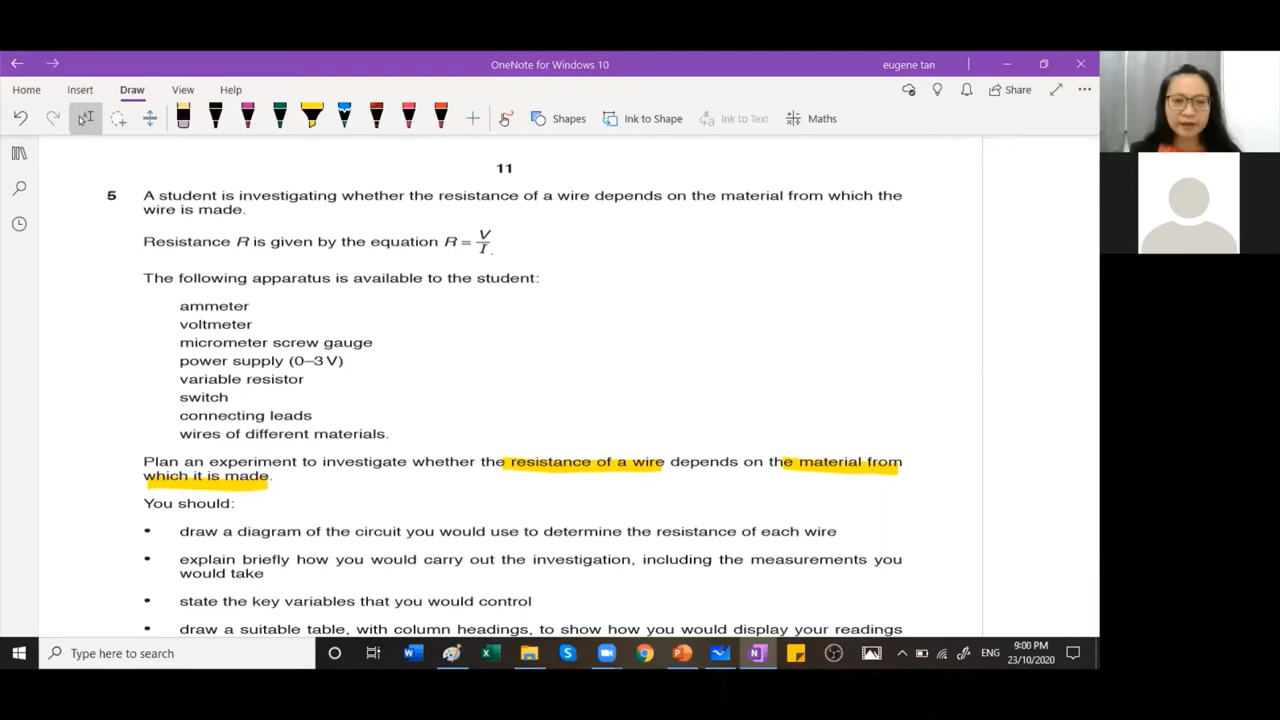 OneNote for Windows 10
eugene tan
Home Insert Draw View Help
Share
Shapes Ink to Shape Ink to Text Maths
11
5 A student is investigating whether the resistance of a wire depends on the material from which the
wire is made.
Resistance R is given by the equation R = V/I.
The following apparatus is available to the student:
ammeter
voltmeter
micrometer screw gauge
power supply (0–3 V)
variable resistor
switch
connecting leads
wires of different materials.
Plan an experiment to investigate whether the resistance of a wire depends on the material from
which it is made.
You should:
• draw a diagram of the circuit you would use to determine the resistance of each wire
• explain briefly how you would carry out the investigation, including the measurements you
would take
• state the key variables that you would control
• draw a suitable table, with column headings, to show how you would display your readings
Type here to search
ENG
9:00 PM
23/10/2020